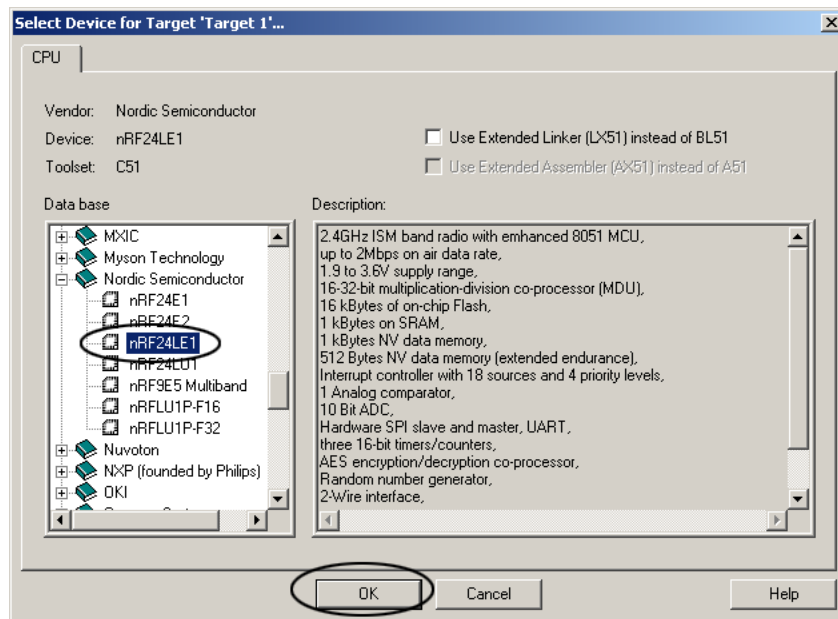 Select Device for Target 'Target 1'...
CPU
Vendor: Nordic Semiconductor
Device: nRF24LE1
Use Extended Linker (LX51) instead of BL51
Toolset: C51
Use Extended Assembler (AX51) instead of A51
Data base
Description:
MXIC
Myson Technology
Nordic Semiconductor
nRF24E1
nRF24E2
nRF24LE1
nRF24LU1
nRF9E5 Multiband
nRFLU1P-F16
nRFLU1P-F32
Nuvoton
NXP (founded by Philips)
OKI
2.4GHz ISM band radio with emhanced 8051 MCU,
up to 2Mbps on air data rate,
1.9 to 3.6V supply range,
16-32-bit multiplication-division co-processor (MDU),
16 kBytes of on-chip Flash,
1 kBytes on SRAM,
1 kBytes NV data memory,
512 Bytes NV data memory (extended endurance),
Interrupt controller with 18 sources and 4 priority levels,
1 Analog comparator,
10 Bit ADC,
Hardware SPI slave and master, UART,
three 16-bit timers/counters,
AES encryption/decryption co-processor,
Random number generator,
2-Wire interface,
OK
Cancel
Help